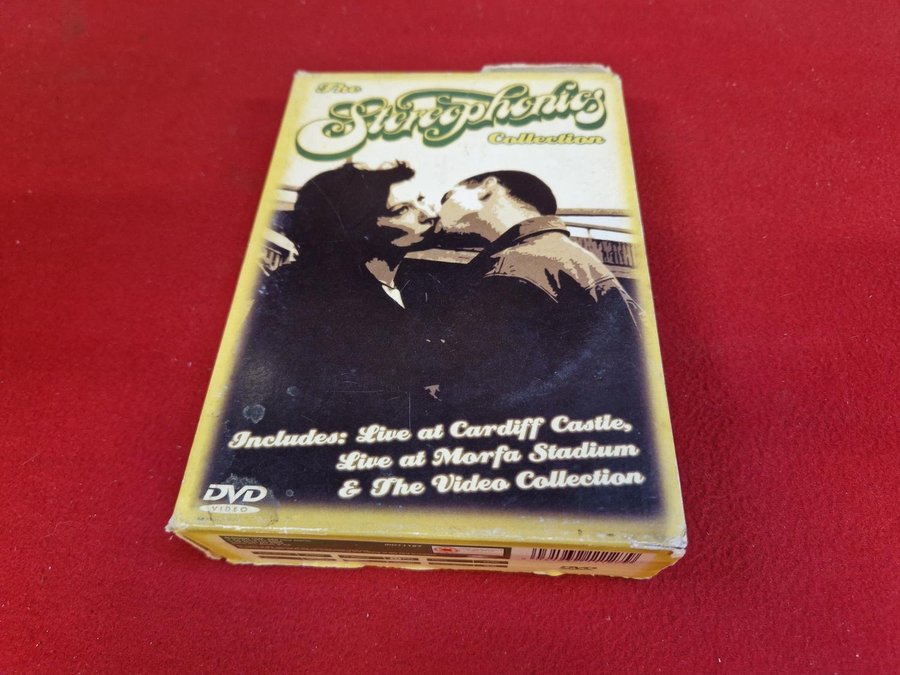 The
Stereophonics
Collection
Includes: Live at Cardiff Castle,
Live at Morfa Stadium
& The Video Collection
DVD
VIDEO